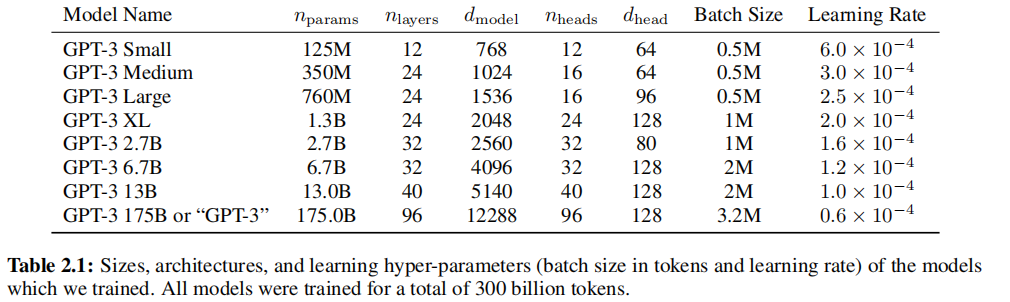 Model Name n_params n_layers d_model n_heads d_head Batch Size Learning Rate
GPT-3 Small 125M 12 768 12 64 0.5M 6.0 × 10⁻⁴
GPT-3 Medium 350M 24 1024 16 64 0.5M 3.0 × 10⁻⁴
GPT-3 Large 760M 24 1536 16 96 0.5M 2.5 × 10⁻⁴
GPT-3 XL 1.3B 24 2048 24 128 1M 2.0 × 10⁻⁴
GPT-3 2.7B 2.7B 32 2560 32 80 1M 1.6 × 10⁻⁴
GPT-3 6.7B 6.7B 32 4096 32 128 2M 1.2 × 10⁻⁴
GPT-3 13B 13.0B 40 5140 40 128 2M 1.0 × 10⁻⁴
GPT-3 175B or “GPT-3” 175.0B 96 12288 96 128 3.2M 0.6 × 10⁻⁴
Table 2.1: Sizes, architectures, and learning hyper-parameters (batch size in tokens and learning rate) of the models
which we trained. All models were trained for a total of 300 billion tokens.